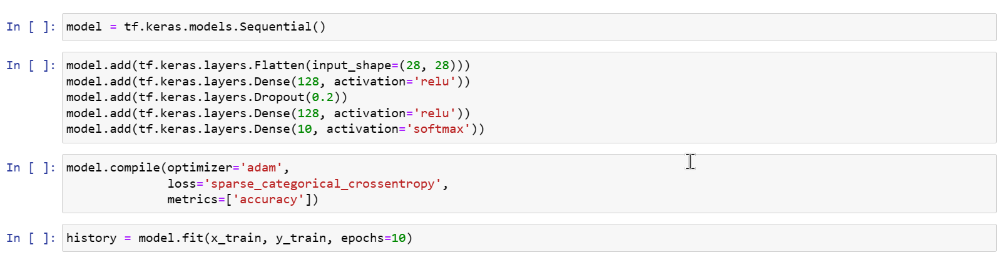 In [ ]: model = tf.keras.models.Sequential()
In [ ]: model.add(tf.keras.layers.Flatten(input_shape=(28, 28)))
model.add(tf.keras.layers.Dense(128, activation='relu'))
model.add(tf.keras.layers.Dropout(0.2))
model.add(tf.keras.layers.Dense(128, activation='relu'))
model.add(tf.keras.layers.Dense(10, activation='softmax'))
In [ ]: model.compile(optimizer='adam',
loss='sparse_categorical_crossentropy',
metrics=['accuracy'])
In [ ]: history = model.fit(x_train, y_train, epochs=10)